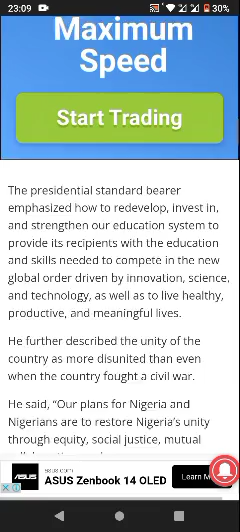 23:09
30%
Maximum
Speed
Start Trading
The presidential standard bearer
emphasized how to redevelop, invest in,
and strengthen our education system to
provide its recipients with the education
and skills needed to compete in the new
global order driven by innovation, science,
and technology, as well as to live healthy,
productive, and meaningful lives.
He further described the unity of the
country as more disunited than even
when the country fought a civil war.
He said, “Our plans for Nigeria and
Nigerians are to restore Nigeria’s unity
through equity, social justice, mutual
asus.com
ASUS Zenbook 14 OLED
Learn